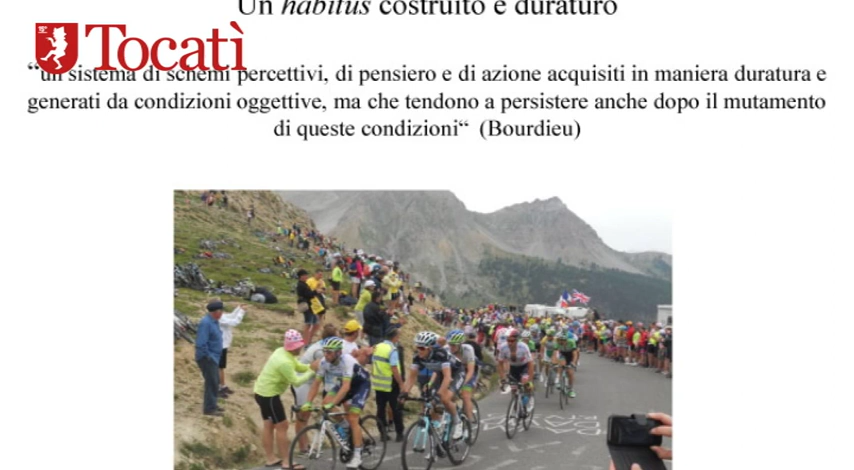 Un habitus costruito e duraturo
Tocatì
“un sistema di schemi percettivi, di pensiero e di azione acquisiti in maniera duratura e
generati da condizioni oggettive, ma che tendono a persistere anche dopo il mutamento
di queste condizioni“ (Bourdieu)